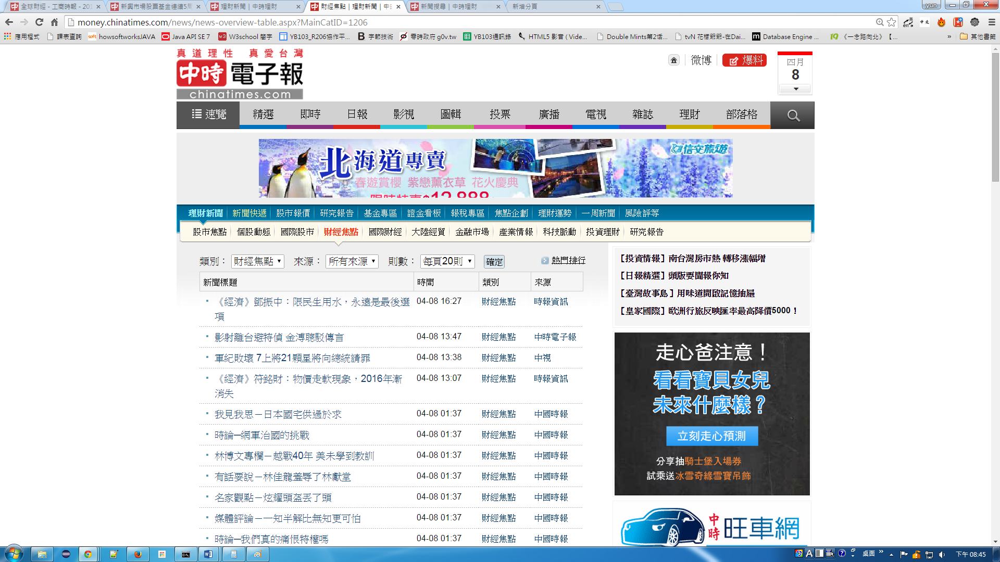 全球財經 - 工商時報 - 201
新興市場股票基金連續5周
理財新聞 | 中時理財
財經焦點 | 理財新聞 | 中時
新聞搜尋 | 中時理財
新增分頁
yun
money.chinatimes.com/news/news-overview-table.aspx?MainCatID=1206
應用程式
課表查詢
howsoftworksJAVA
Java API SE 7
W3school 簡字
YB103_R206協作平...
字節技術
零時政府 g0v.tw
YB103通訊錄
HTML5 影音 ( Vide...
Double Mints第2话...
tvN 花樣爺爺-在Dai...
Database Engine ...
《一念路向北》【...
其他書籤
真道理性 真愛台灣
中時電子報
chinatimes.com
微博
爆料
四月
8
速覽 精選 即時 日報 影視 圖輯 投票 廣播 電視 雜誌 理財 部落格
北海道專賣
信安旅遊
春遊賞櫻 紫戀薰衣草 花火慶典
限時特惠$12,888
理財新聞 新聞快遞 股市報價 研究報告 基金專區 證金看板 報稅專區 焦點企劃 理財運勢 一周新聞 風險評等
股市焦點 個股動態 國際股市 財經焦點 國際財經 大陸經貿 金融市場 產業情報 科技脈動 投資理財 研究報告
類別： 財經焦點 來源： 所有來源 則數： 每頁20則 確定 熱門排行
新聞標題 時間 類別 來源
《經濟》鄧振中：限民生用水，永遠是最後選項 04-08 16:27 財經焦點 時報資訊
影射離台避特偵 金溥聰駁傳言 04-08 13:47 財經焦點 中時電子報
軍紀敗壞 7上將21顆星將向總統請罪 04-08 13:38 財經焦點 中視
《經濟》符銘財：物價走軟現象，2016年漸消失 04-08 13:07 財經焦點 時報資訊
我見我思－日本國宅供過於求 04-08 01:37 財經焦點 中國時報
時論─網軍治國的挑戰 04-08 01:37 財經焦點 中國時報
林博文專欄－越戰40年 美未學到教訓 04-08 01:37 財經焦點 中國時報
有話要說－林佳龍羞辱了林獻堂 04-08 01:37 財經焦點 中國時報
名家觀點－炫耀頭盔丟了頭 04-08 01:37 財經焦點 中國時報
媒體評論－一知半解比無知更可怕 04-08 01:37 財經焦點 中國時報
時論─我們真的痛恨特權嗎 04-08 01:37 財經焦點 中國時報
【投資情報】南台灣房市熱 轉移漲幅增
【日報精選】頭版要聞報你知
【臺灣故事島】用味道開啟記憶抽屜
【皇家國際】歐洲行旅反映匯率最高降價5000！
走心爸注意！
看看寶貝女兒
未來什麼樣？
立刻走心預測
分享抽騎士堡入場券
試乘送冰雪奇緣雪寶吊飾
中時 旺車網
桌面
下午 08:45